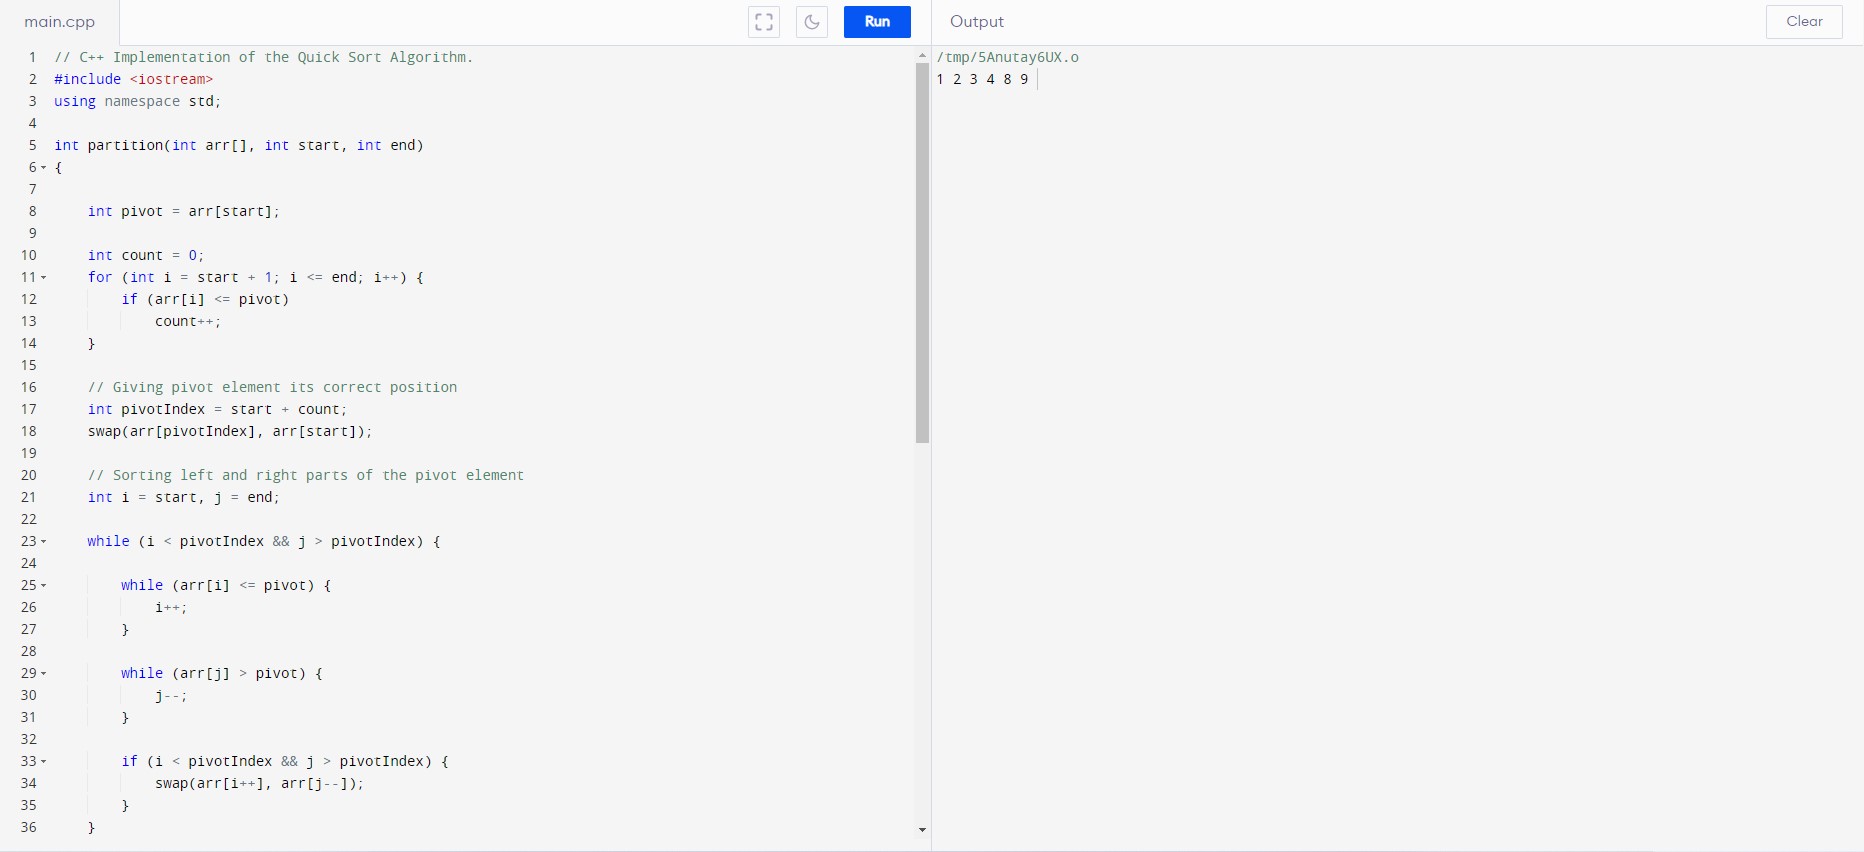 main.cpp
Run
Output
Clear
1 // C++ Implementation of the Quick Sort Algorithm.
2 #include <iostream>
3 using namespace std;
4
5 int partition(int arr[], int start, int end)
6 {
7
8     int pivot = arr[start];
9
10     int count = 0;
11     for (int i = start + 1; i <= end; i++) {
12         if (arr[i] <= pivot)
13             count++;
14     }
15
16     // Giving pivot element its correct position
17     int pivotIndex = start + count;
18     swap(arr[pivotIndex], arr[start]);
19
20     // Sorting left and right parts of the pivot element
21     int i = start, j = end;
22
23     while (i < pivotIndex && j > pivotIndex) {
24
25         while (arr[i] <= pivot) {
26             i++;
27         }
28
29         while (arr[j] > pivot) {
30             j--;
31         }
32
33         if (i < pivotIndex && j > pivotIndex) {
34             swap(arr[i++], arr[j--]);
35         }
36     }
/tmp/5Anutay6UX.o
1 2 3 4 8 9